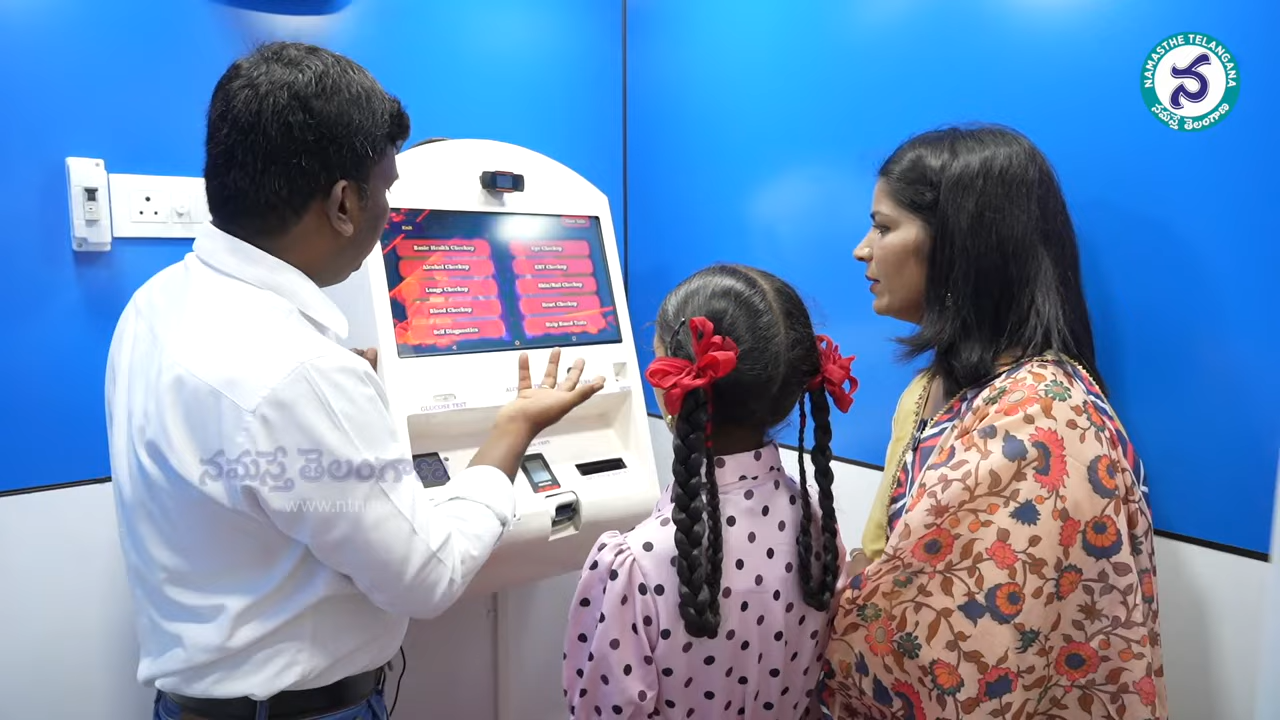 NAMASTHE TELANGANA
న
నమస్తే తెలంగాణ
Exit
Basic Health Checkup
Eye Checkup
Alcohol Checkup
ENT Checkup
Lungs Checkup
Skin/Nail Checkup
Blood Checkup
Heart Checkup
Self Diagnostics
Help Based Tests
GLUCOSE TEST
నమస్తే తెలంగాణ